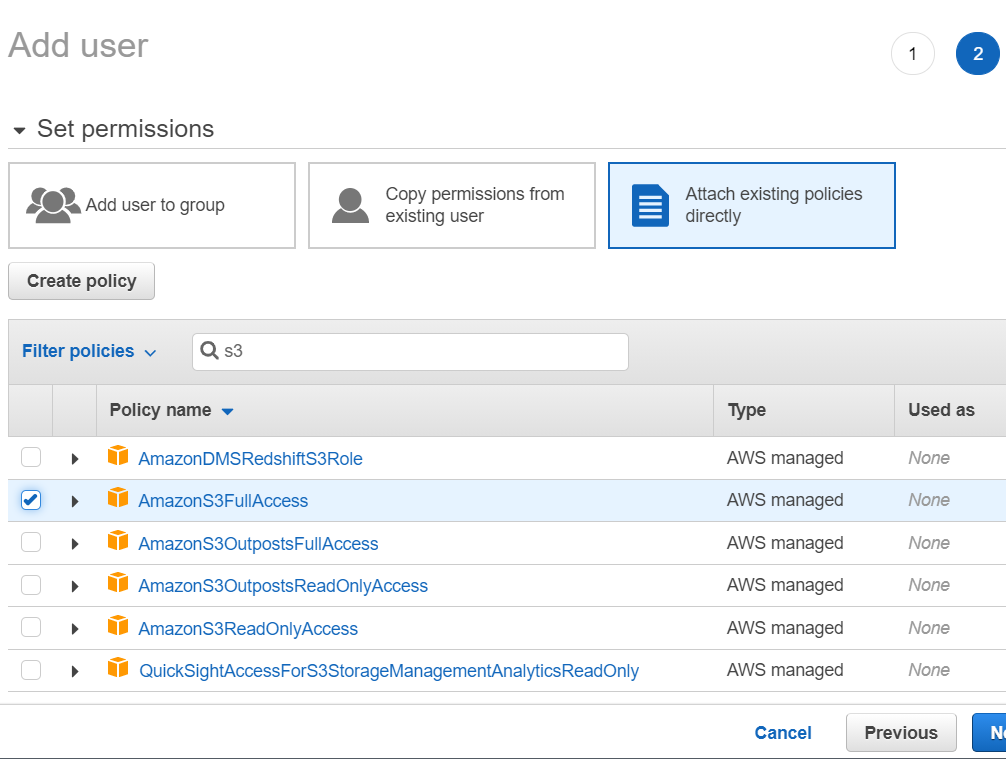 Add user
1
2
Set permissions
Add user to group
Copy permissions from
existing user
Attach existing policies
directly
Create policy
Filter policies
s3
Policy name
Type
Used as
AmazonDMSRedshiftS3Role
AWS managed
None
AmazonS3FullAccess
AWS managed
None
AmazonS3OutpostsFullAccess
AWS managed
None
AmazonS3OutpostsReadOnlyAccess
AWS managed
None
AmazonS3ReadOnlyAccess
AWS managed
None
QuickSightAccessForS3StorageManagementAnalyticsReadOnly
AWS managed
None
Cancel
Previous